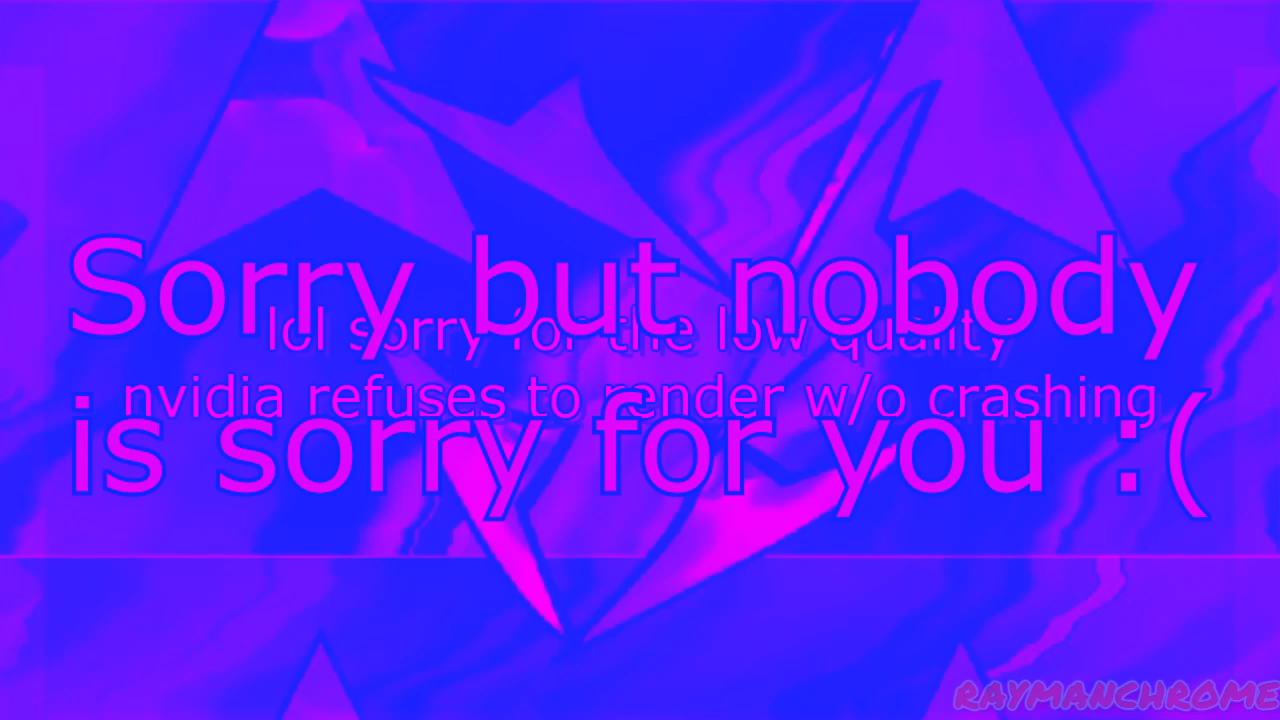 Sorry but nobody
lol sorry for the low quality
nvidia refuses to render w/o crashing
is sorry for you :(
RAYMANCHROME